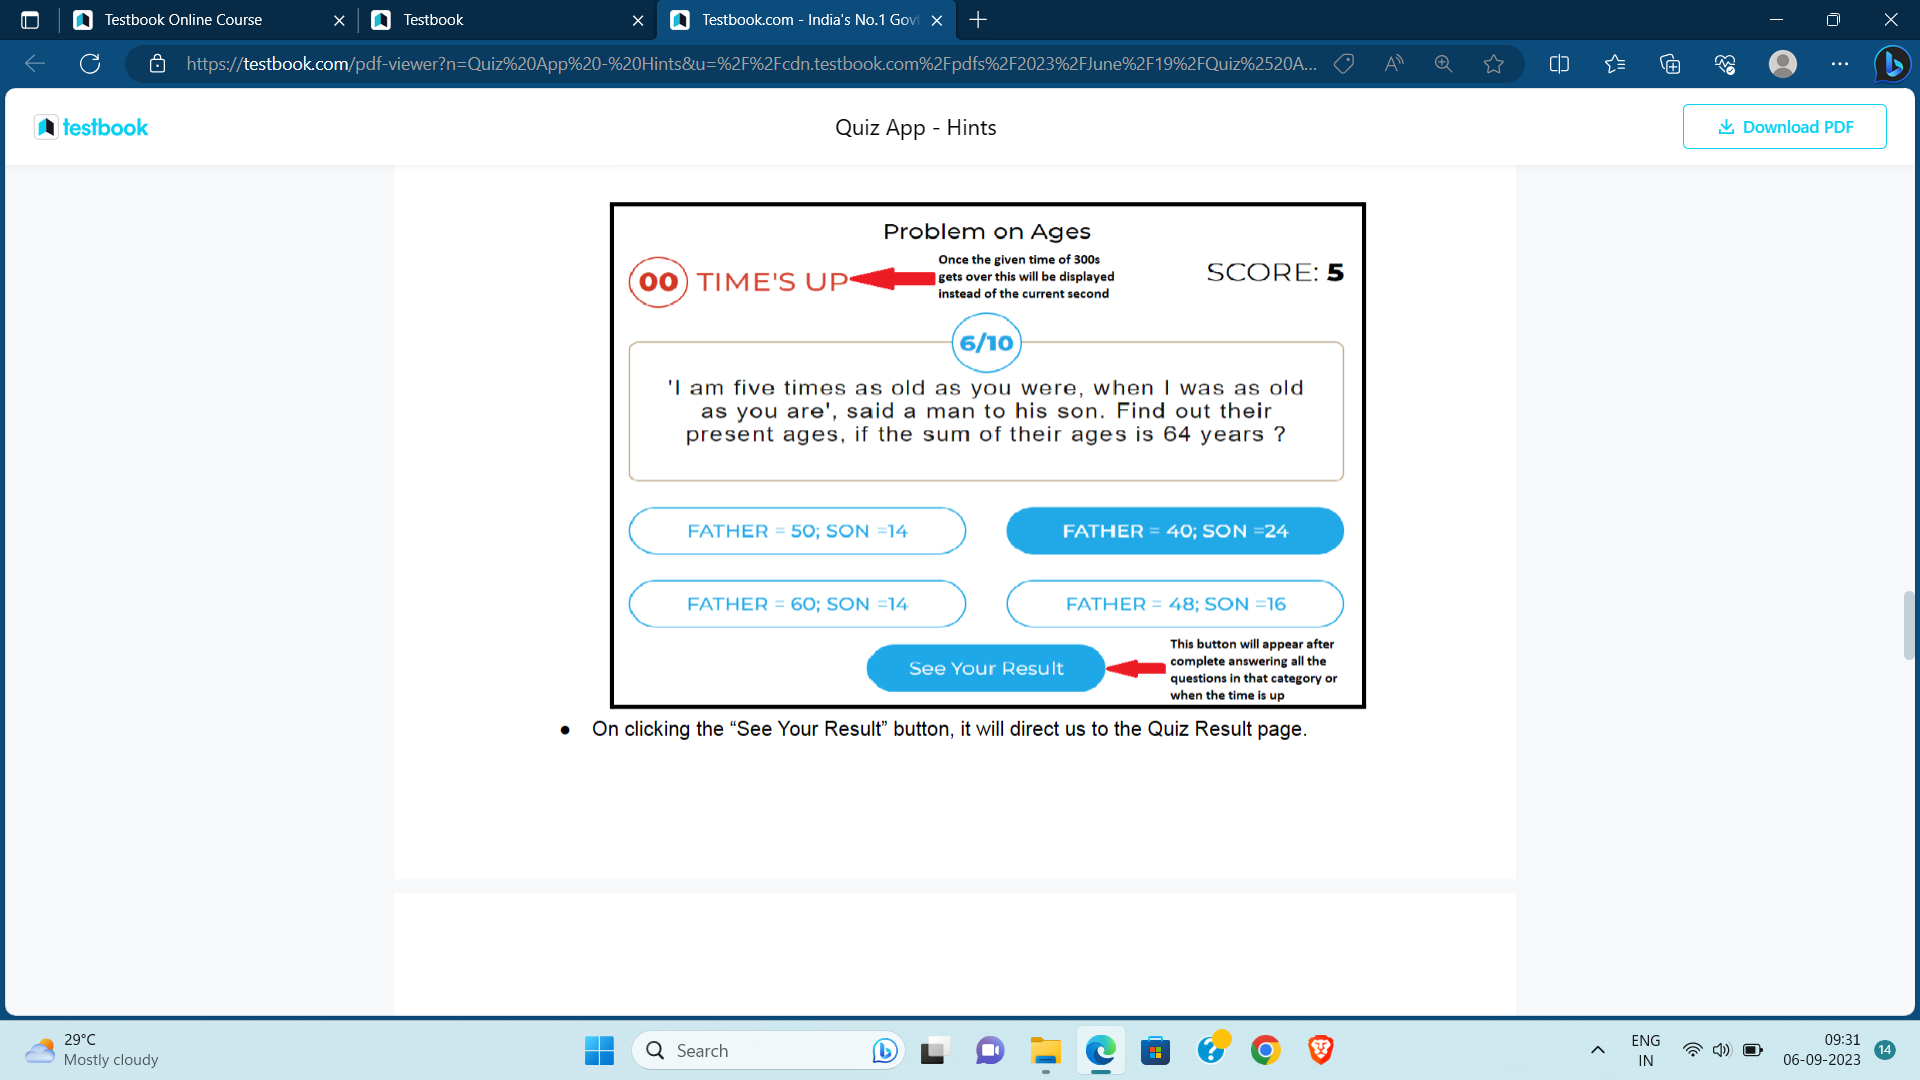 Testbook Online Course
Testbook
Testbook.com - India's No.1 Gov
https://testbook.com/pdf-viewer?n=Quiz%20App%20-%20Hints&u=%2F%2Fcdn.testbook.com%2Fpdfs%2F2023%2FJune%2F19%2FQuiz%2520A...
testbook
Quiz App - Hints
Download PDF
Problem on Ages
00 TIME'S UP
Once the given time of 300s
gets over this will be displayed
instead of the current second
SCORE: 5
6/10
'I am five times as old as you were, when I was as old
as you are', said a man to his son. Find out their
present ages, if the sum of their ages is 64 years ?
FATHER = 50; SON =14
FATHER = 40; SON =24
FATHER = 60; SON =14
FATHER = 48; SON =16
See Your Result
This button will appear after
complete answering all the
questions in that category or
when the time is up
● On clicking the “See Your Result” button, it will direct us to the Quiz Result page.
29°C
Mostly cloudy
Search
ENG
IN
09:31
06-09-2023
14